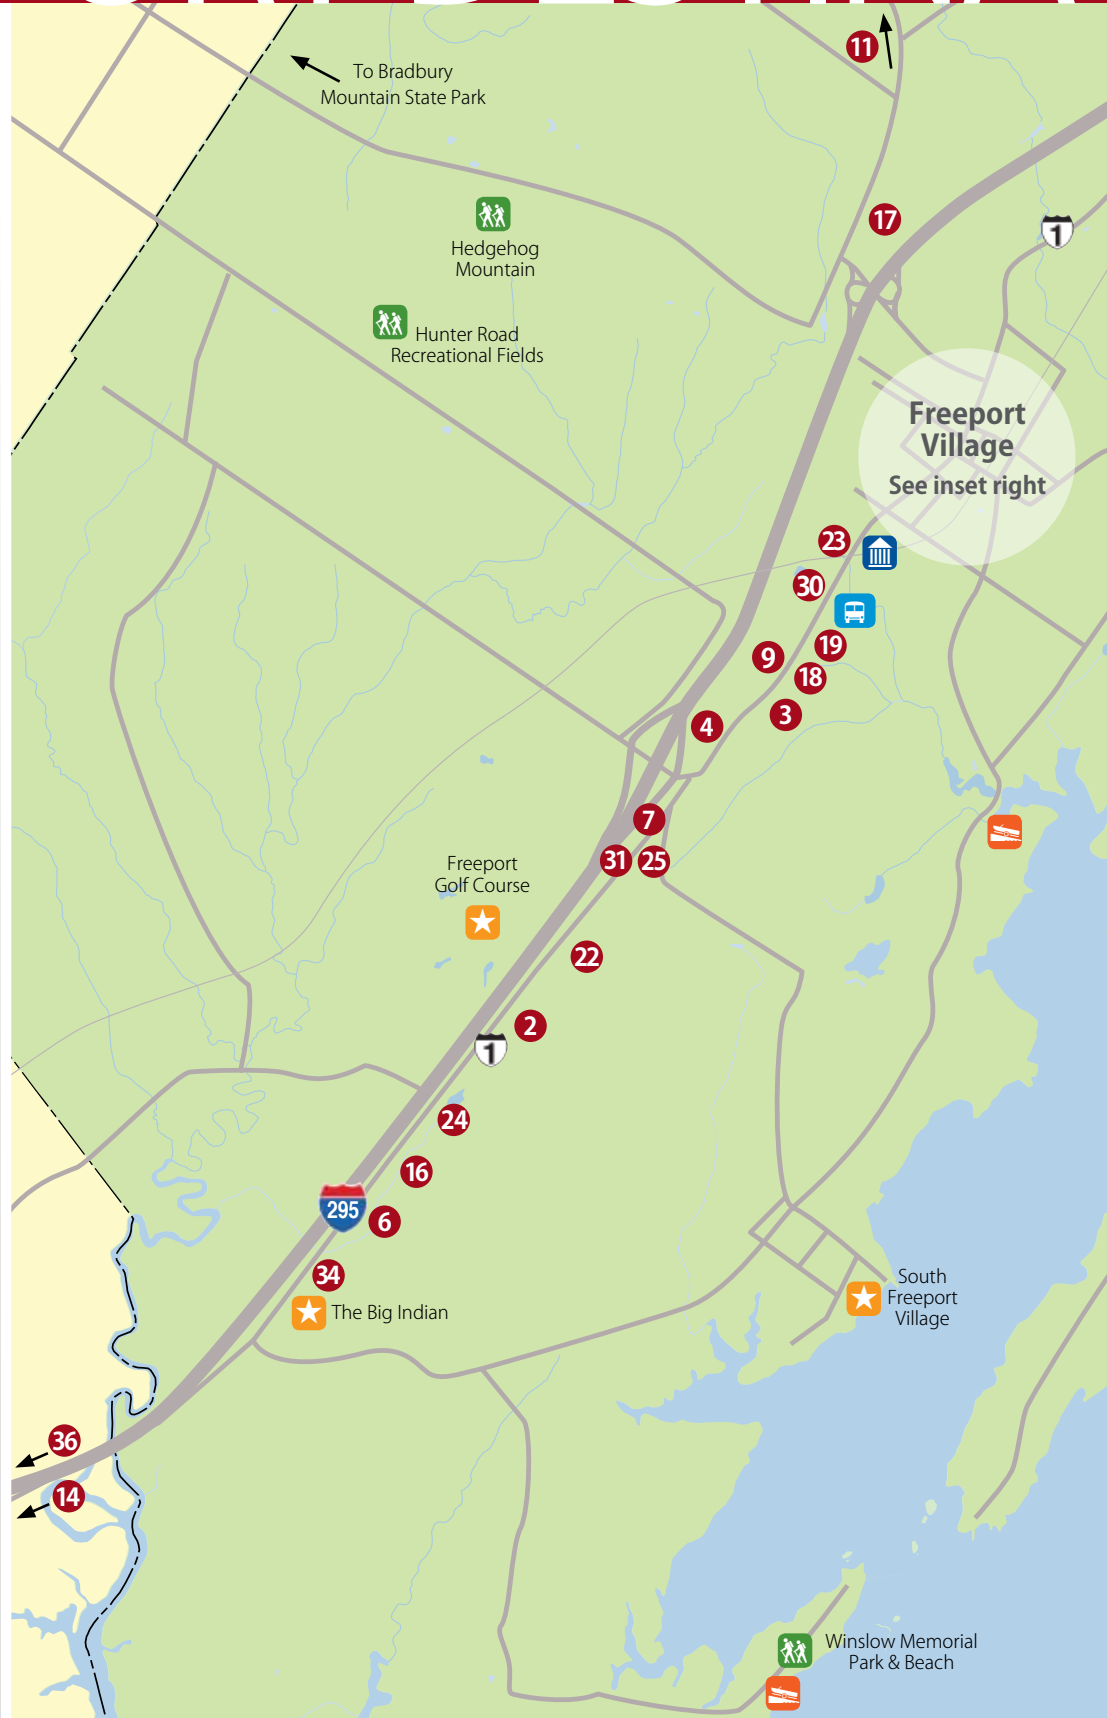 11
To Bradbury
Mountain State Park
17
1
Hedgehog
Mountain
Hunter Road
Recreational Fields
Freeport
Village
See inset right
23
30
19
9
18
3
4
7
31
25
Freeport
Golf Course
22
2
1
24
16
295
6
34
The Big Indian
South
Freeport
Village
36
14
Winslow Memorial
Park & Beach